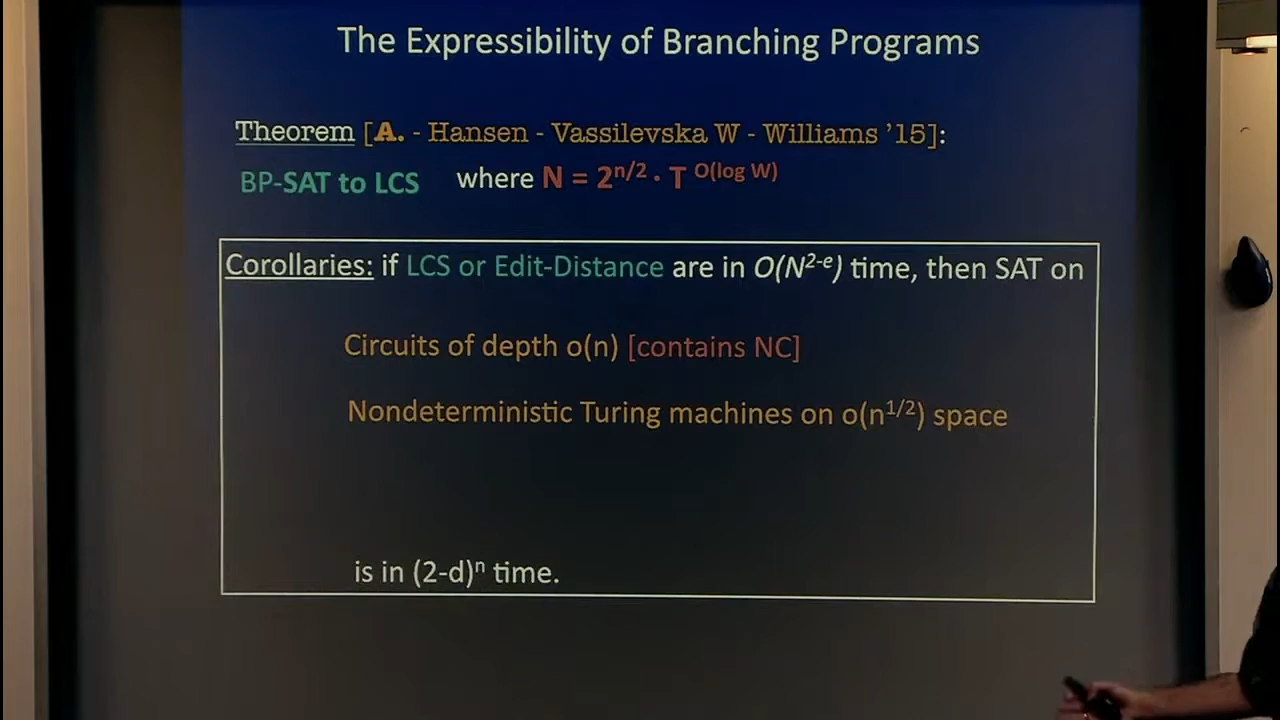 The Expressibility of Branching Programs
Theorem [A. - Hansen - Vassilevska W - Williams '15]:
BP-SAT to LCS where N = 2^{n/2} · T^{O(log W)}
Corollaries: if LCS or Edit-Distance are in O(N^{2-e}) time, then SAT on
Circuits of depth o(n) [contains NC]
Nondeterministic Turing machines on o(n^{1/2}) space
is in (2-d)^n time.